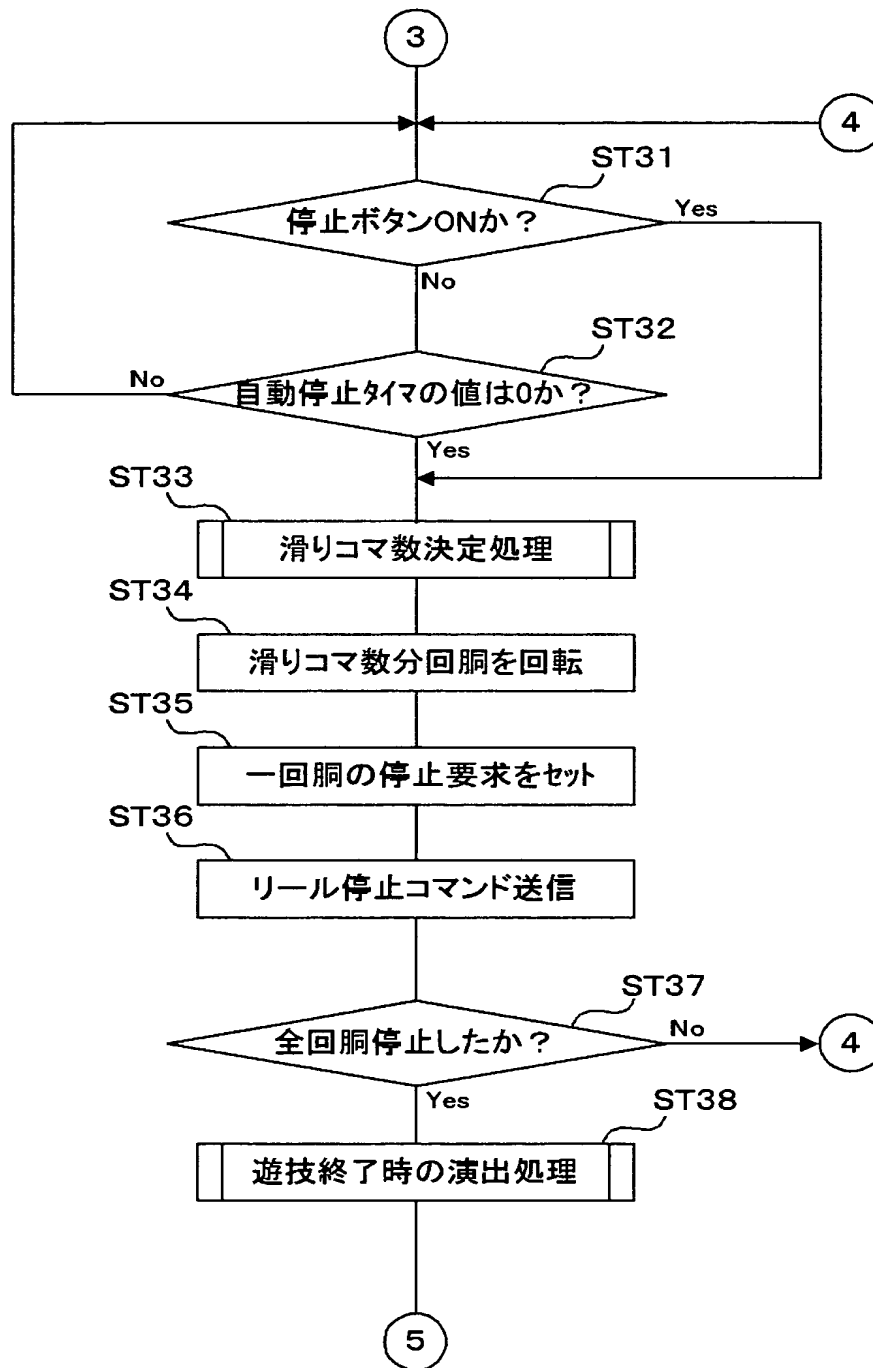 3
4
ST31
停止ボタンONか?
Yes
No
ST32
No
自動停止タイマの値は0か?
Yes
ST33
滑りコマ数決定処理
ST34
滑りコマ数分回胴を回転
ST35
一回胴の停止要求をセット
ST36
リール停止コマンド送信
ST37
全回胴停止したか?
No
4
Yes
ST38
遊技終了時の演出処理
5